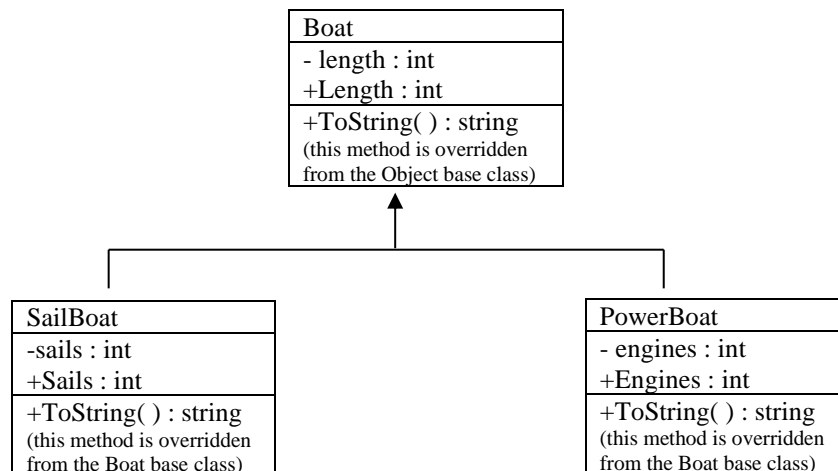 Boat
- length : int
+Length : int
+ToString( ) : string
(this method is overridden
from the Object base class)
SailBoat
-sails : int
+Sails : int
+ToString( ) : string
(this method is overridden
from the Boat base class)
PowerBoat
- engines : int
+Engines : int
+ToString( ) : string
(this method is overridden
from the Boat base class)